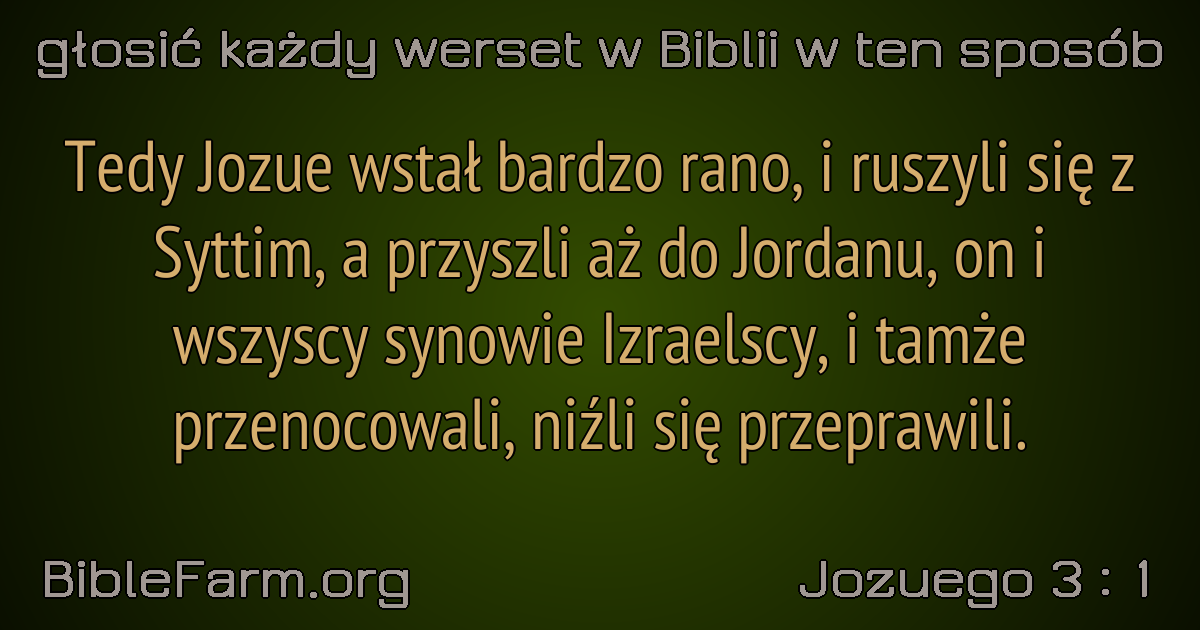 głosić każdy werset w Biblii w ten sposób
Tedy Jozue wstał bardzo rano, i ruszyli się z
Syttim, a przyszli aż do Jordanu, on i
wszyscy synowie Izraelscy, i tamże
przenocowali, niźli się przeprawili.
BibleFarm.org
Jozuego 3 : 1